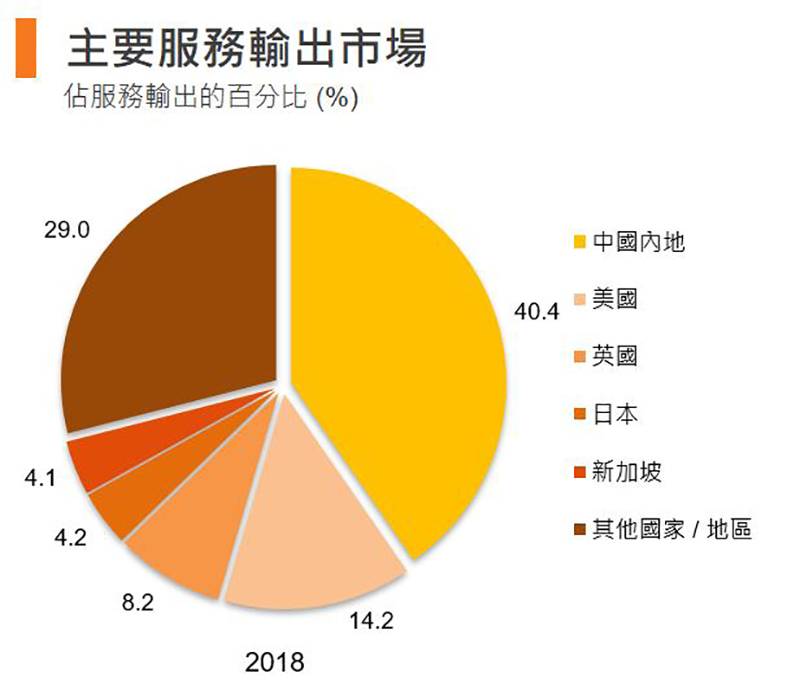 主要服務輸出市場
佔服務輸出的百分比 (%)
29.0
40.4
4.1
4.2
8.2
14.2
2018
中國內地
美國
英國
日本
新加坡
其他國家 / 地區